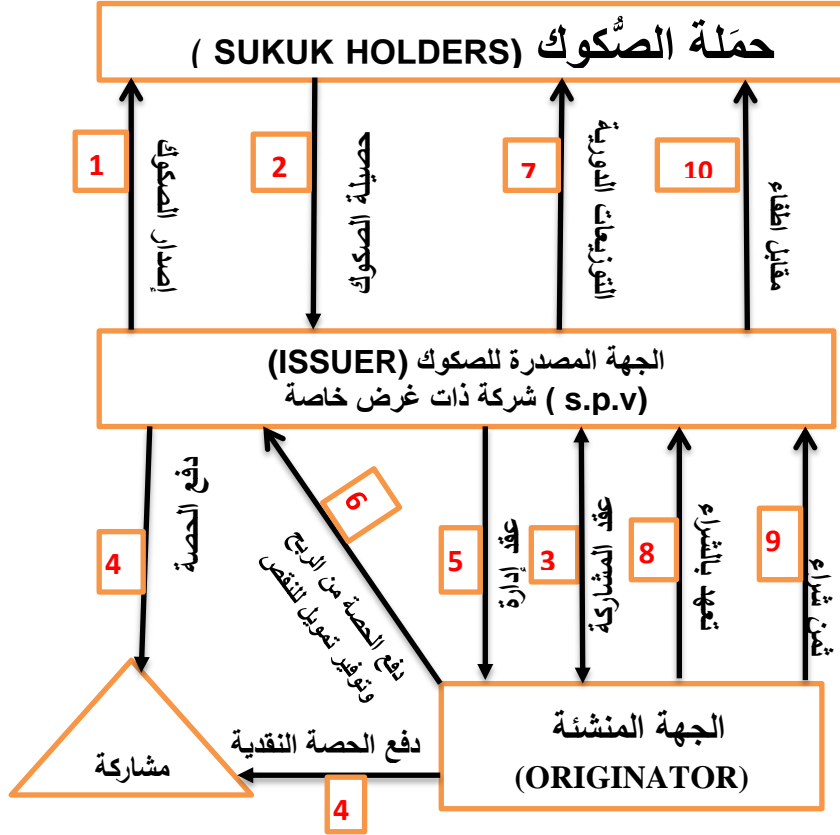 حمَلة الصُّكوك (SUKUK HOLDERS )
1
إصدار الصكوك
2
حصيلة الصكوك
7
التوزيعات الدورية
10
مقابل اطفاء
الجهة المصدرة للصكوك (ISSUER)
(s.p.v ) شركة ذات غرض خاصة
4
دفع الحصة
6
دفع الحصة من الربح
وتوفير تمويل للنقص
5
عقد إدارة
3
عقد المشاركة
8
تعهد بالشراء
9
ثمن شراء
مشاركة
دفع الحصة النقدية
4
الجهة المنشئة
(ORIGINATOR)